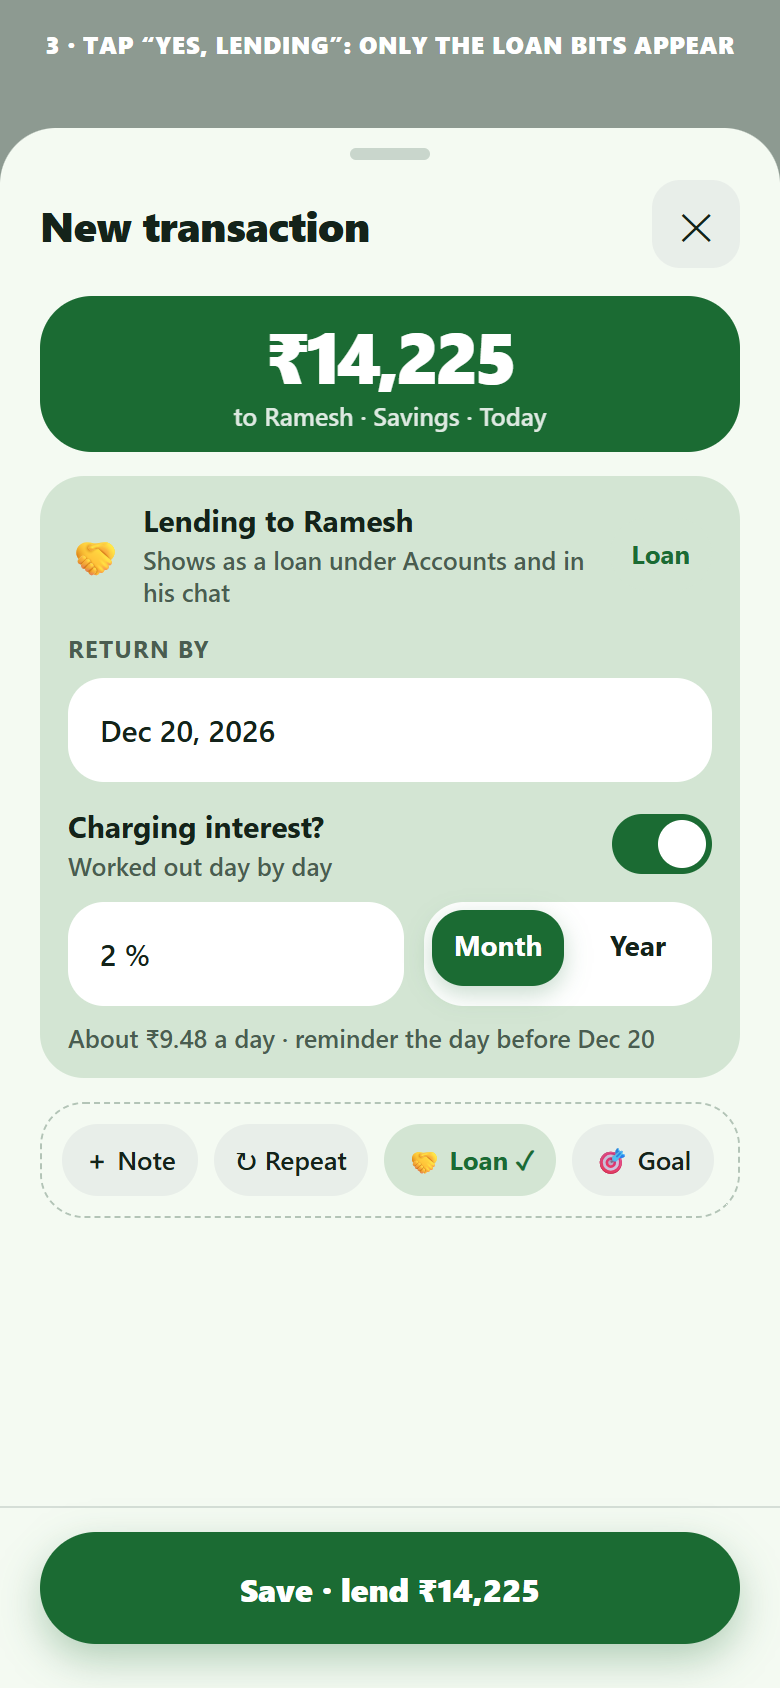 3 · TAP “YES, LENDING”: ONLY THE LOAN BITS APPEAR
New transaction
₹14,225
to Ramesh · Savings · Today
Lending to Ramesh
Shows as a loan under Accounts and in
his chat
Loan
RETURN BY
Dec 20, 2026
Charging interest?
Worked out day by day
2 %
Month
Year
About ₹9.48 a day · reminder the day before Dec 20
+ Note
↻ Repeat
🤝 Loan ✓
🎯 Goal
Save · lend ₹14,225